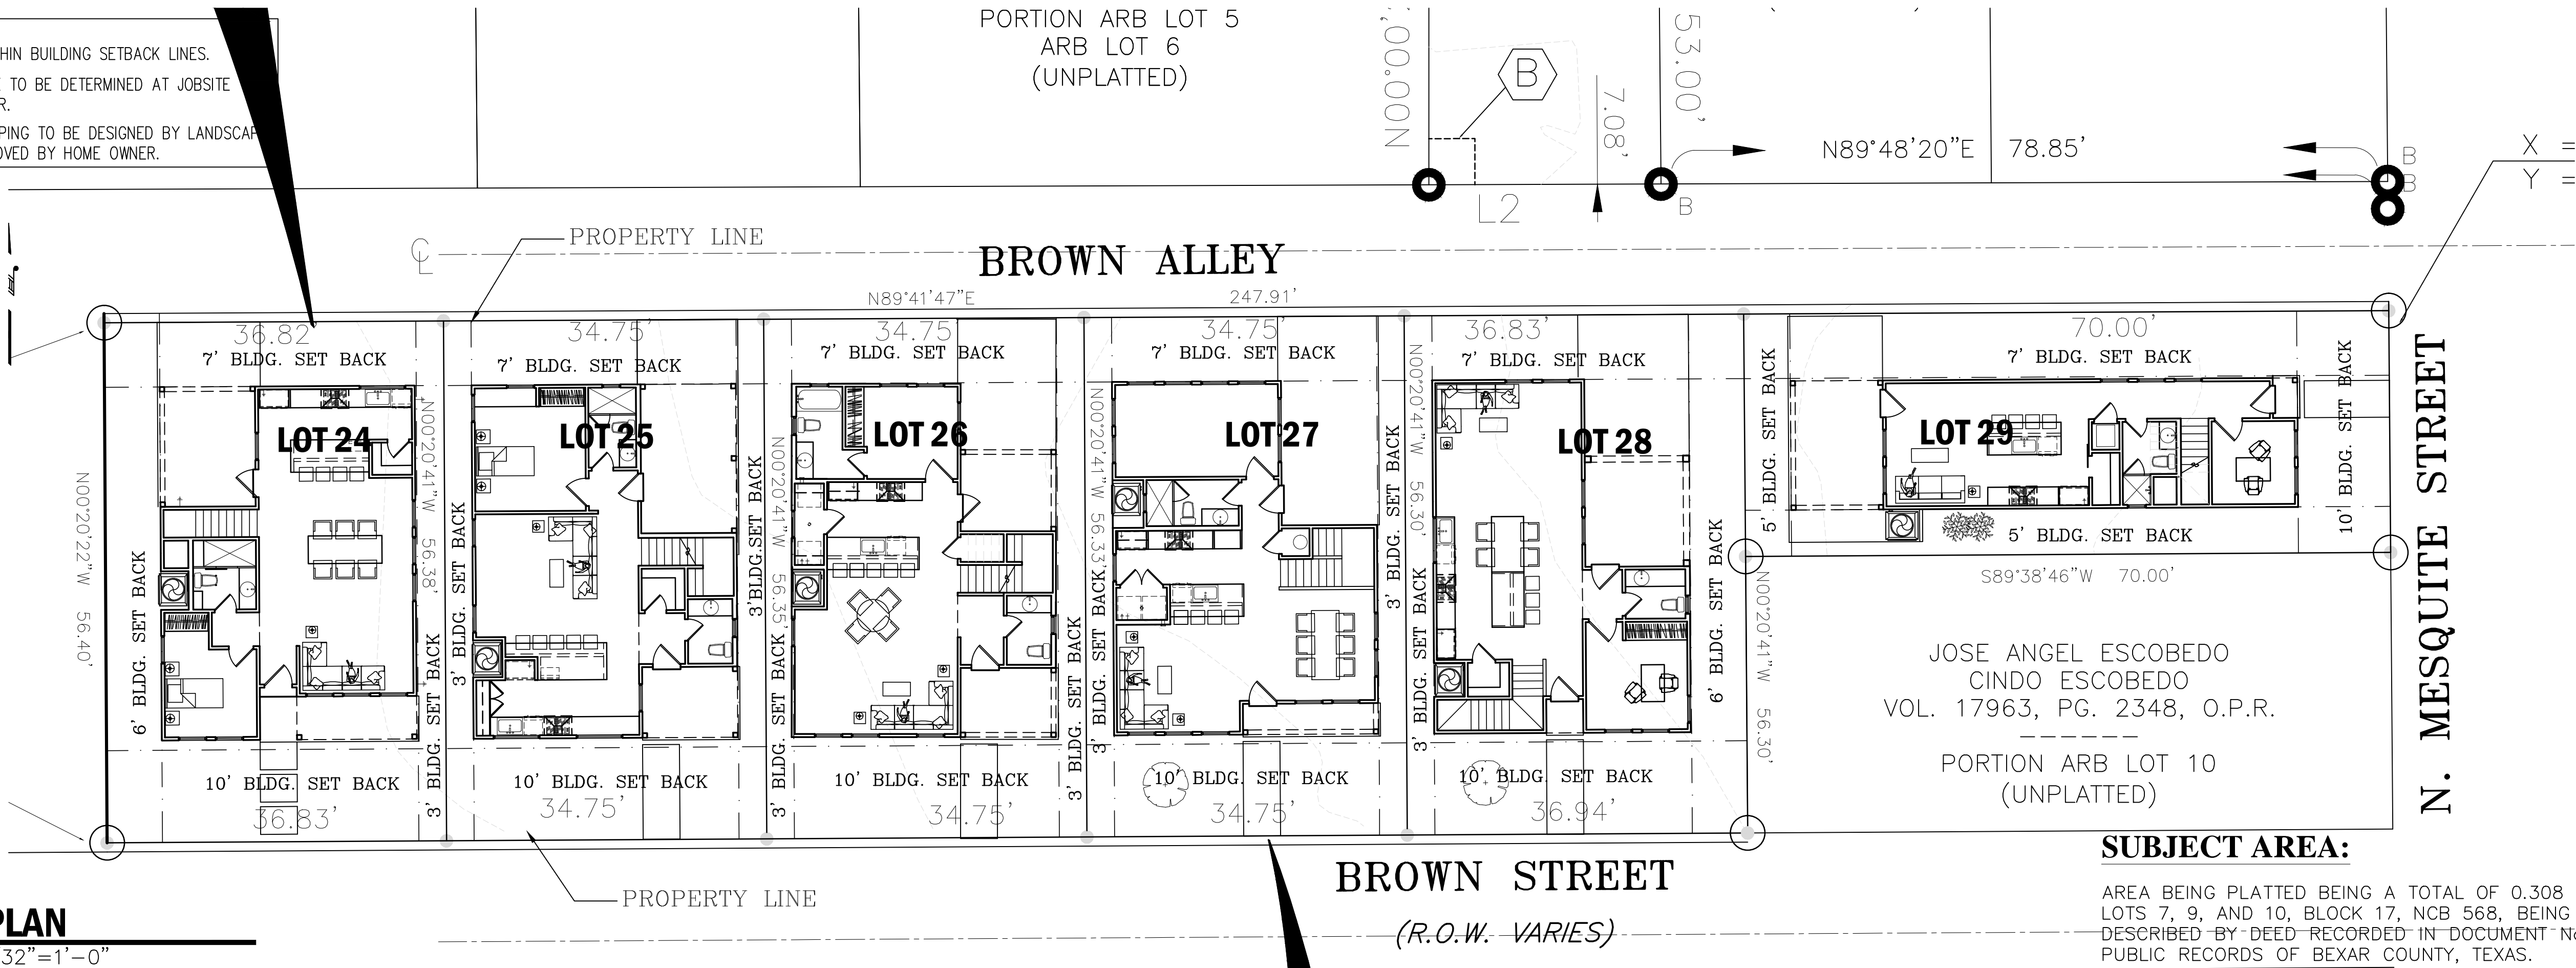 HIN BUILDING SETBACK LINES.
TO BE DETERMINED AT JOBSITE
R.
PING TO BE DESIGNED BY LANDSCAP
OVED BY HOME OWNER.
PORTION ARB LOT 5
ARB LOT 6
(UNPLATTED)
00.00N
B
7.08'
53.00'
L2
B
N89°48'20"E 78.85'
B
B
X =
Y =
PROPERTY LINE
BROWN ALLEY
N89°41'47"E 247.91'
36.82'
7' BLDG. SET BACK
LOT 24
N00°20'22"W 56.40'
6' BLDG. SET BACK
10' BLDG. SET BACK
36.83'
N00°20'41"W 56.38'
3' BLDG. SET BACK
3' BLDG. SET BACK
34.75'
7' BLDG. SET BACK
LOT 25
10' BLDG. SET BACK
34.75'
3'BLDG.SET BACK
N00°20'41"W 56.35'
3' BLDG. SET BACK
34.75'
7' BLDG. SET BACK
LOT 26
10' BLDG. SET BACK
34.75'
3' BLDG. SET BACK
N00°20'41"W 56.33'
3' BLDG. SET BACK
34.75'
7' BLDG. SET BACK
LOT 27
10' BLDG. SET BACK
34.75'
3' BLDG. SET BACK
N00°20'41"W 56.30'
3' BLDG. SET BACK
36.83'
7' BLDG. SET BACK
LOT 28
10' BLDG. SET BACK
36.94'
6' BLDG. SET BACK
N00°20'41"W 56.30'
5' BLDG. SET BACK
70.00'
7' BLDG. SET BACK
LOT 29
5' BLDG. SET BACK
10' BLDG. SET BACK
S89°38'46"W 70.00'
N. MESQUITE STREET
JOSE ANGEL ESCOBEDO
CINDO ESCOBEDO
VOL. 17963, PG. 2348, O.P.R.
PORTION ARB LOT 10
(UNPLATTED)
PROPERTY LINE
BROWN STREET
(R.O.W. VARIES)
PLAN
32"=1'-0"
SUBJECT AREA:
AREA BEING PLATTED BEING A TOTAL OF 0.308
LOTS 7, 9, AND 10, BLOCK 17, NCB 568, BEING
DESCRIBED BY DEED RECORDED IN DOCUMENT No
PUBLIC RECORDS OF BEXAR COUNTY, TEXAS.